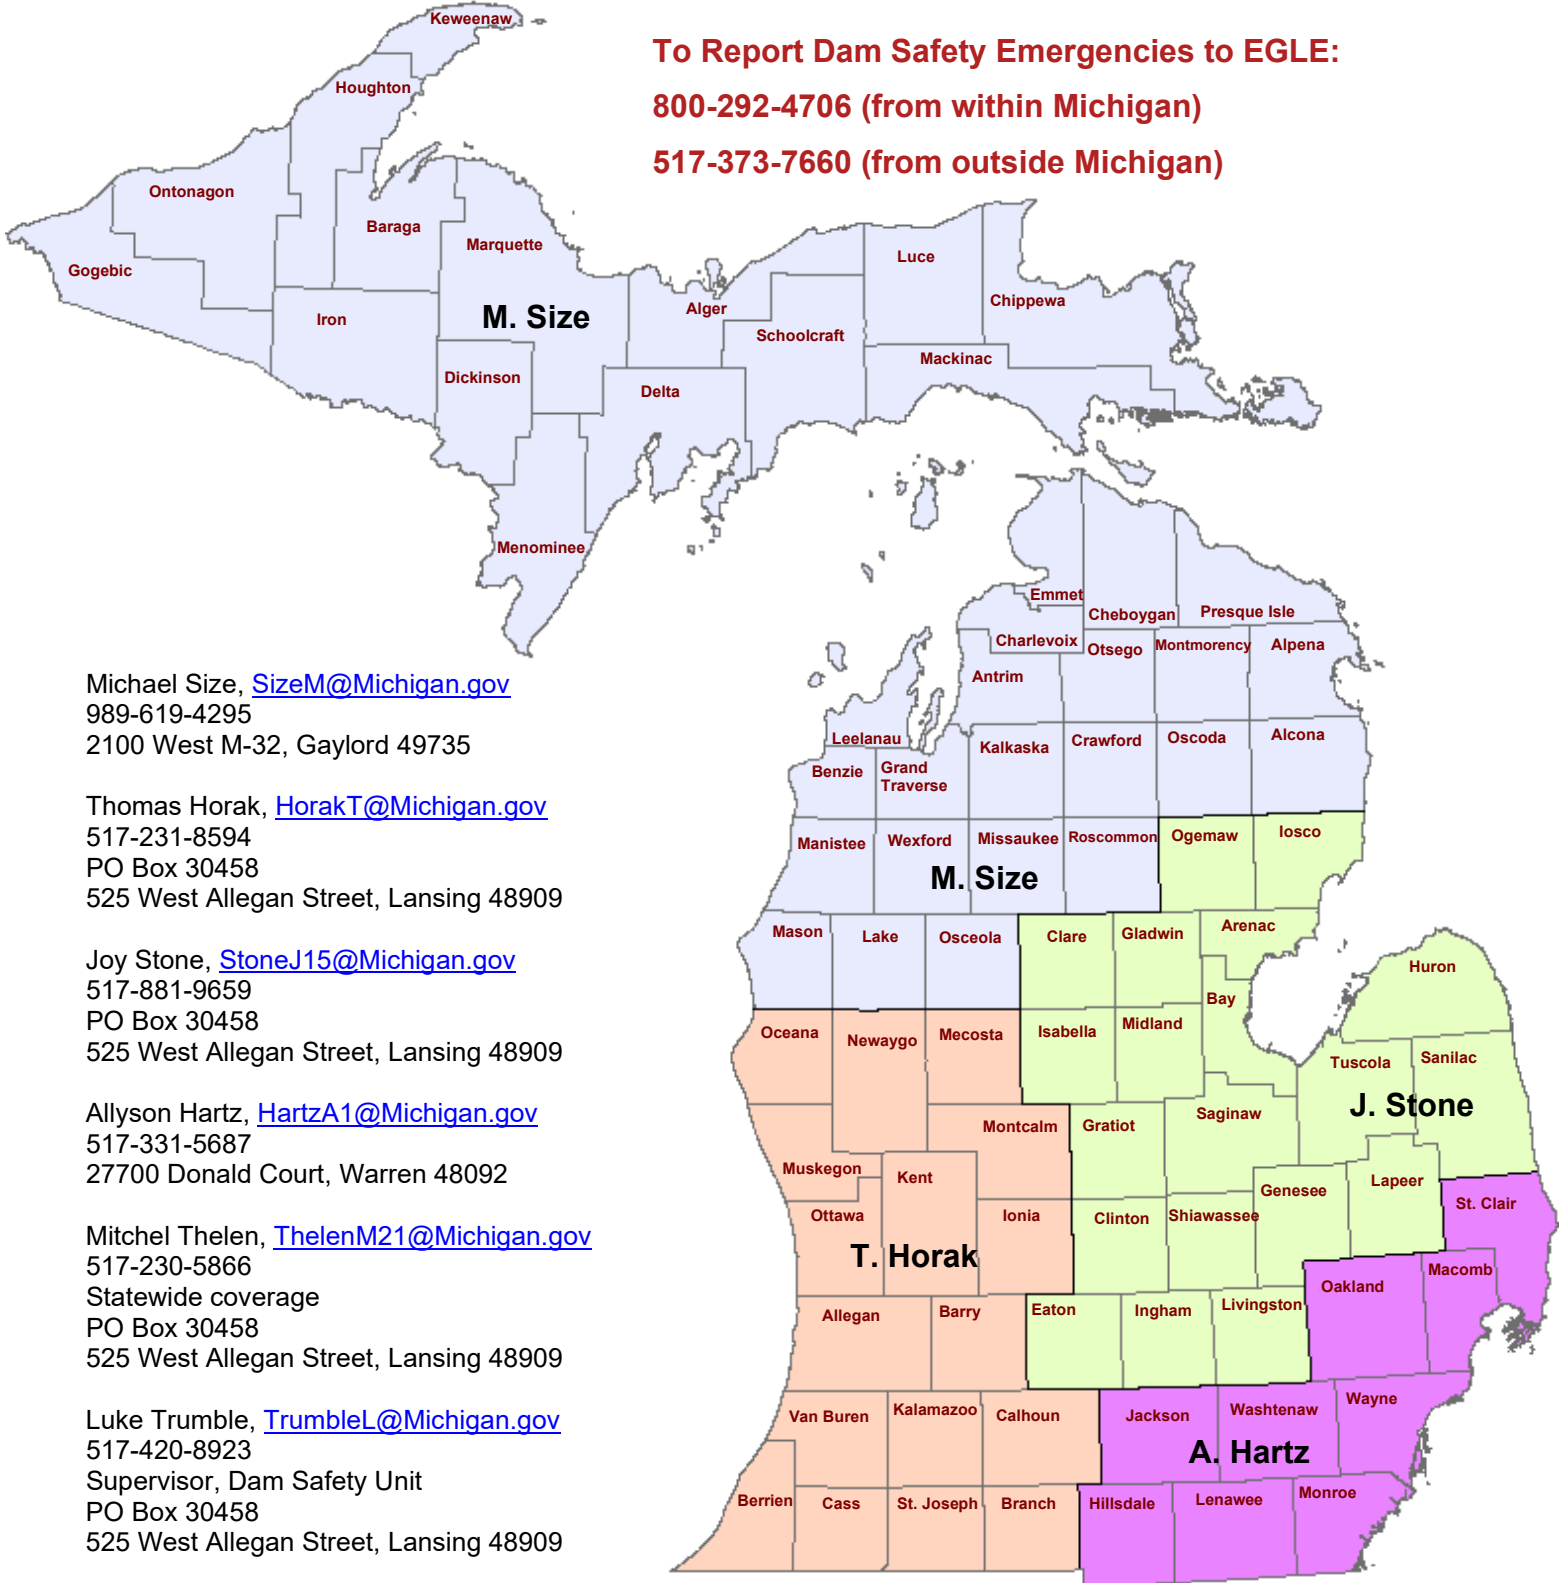 To Report Dam Safety Emergencies to EGLE:
800-292-4706 (from within Michigan)
517-373-7660 (from outside Michigan)
Keweenaw
Houghton
Ontonagon
Baraga
Marquette
Gogebic
Luce
Chippewa
Iron
M. Size
Alger
Schoolcraft
Mackinac
Dickinson
Delta
Menominee
Emmet
Cheboygan
Presque Isle
Charlevoix
Otsego
Montmorency
Alpena
Antrim
Leelanau
Kalkaska
Crawford
Oscoda
Alcona
Benzie
Grand
Traverse
Manistee
Wexford
Missaukee
Roscommon
Ogemaw
Iosco
M. Size
Mason
Lake
Osceola
Clare
Gladwin
Arenac
Huron
Bay
Oceana
Newaygo
Mecosta
Isabella
Midland
Tuscola
Sanilac
J. Stone
Montcalm
Gratiot
Saginaw
Muskegon
Kent
Genesee
Lapeer
St. Clair
Ottawa
Ionia
Clinton
Shiawassee
T. Horak
Oakland
Macomb
Allegan
Barry
Eaton
Ingham
Livingston
Van Buren
Kalamazoo
Calhoun
Jackson
Washtenaw
Wayne
A. Hartz
Berrien
Cass
St. Joseph
Branch
Hillsdale
Lenawee
Monroe
Michael Size, SizeM@Michigan.gov
989-619-4295
2100 West M-32, Gaylord 49735
Thomas Horak, HorakT@Michigan.gov
517-231-8594
PO Box 30458
525 West Allegan Street, Lansing 48909
Joy Stone, StoneJ15@Michigan.gov
517-881-9659
PO Box 30458
525 West Allegan Street, Lansing 48909
Allyson Hartz, HartzA1@Michigan.gov
517-331-5687
27700 Donald Court, Warren 48092
Mitchel Thelen, ThelenM21@Michigan.gov
517-230-5866
Statewide coverage
PO Box 30458
525 West Allegan Street, Lansing 48909
Luke Trumble, TrumbleL@Michigan.gov
517-420-8923
Supervisor, Dam Safety Unit
PO Box 30458
525 West Allegan Street, Lansing 48909